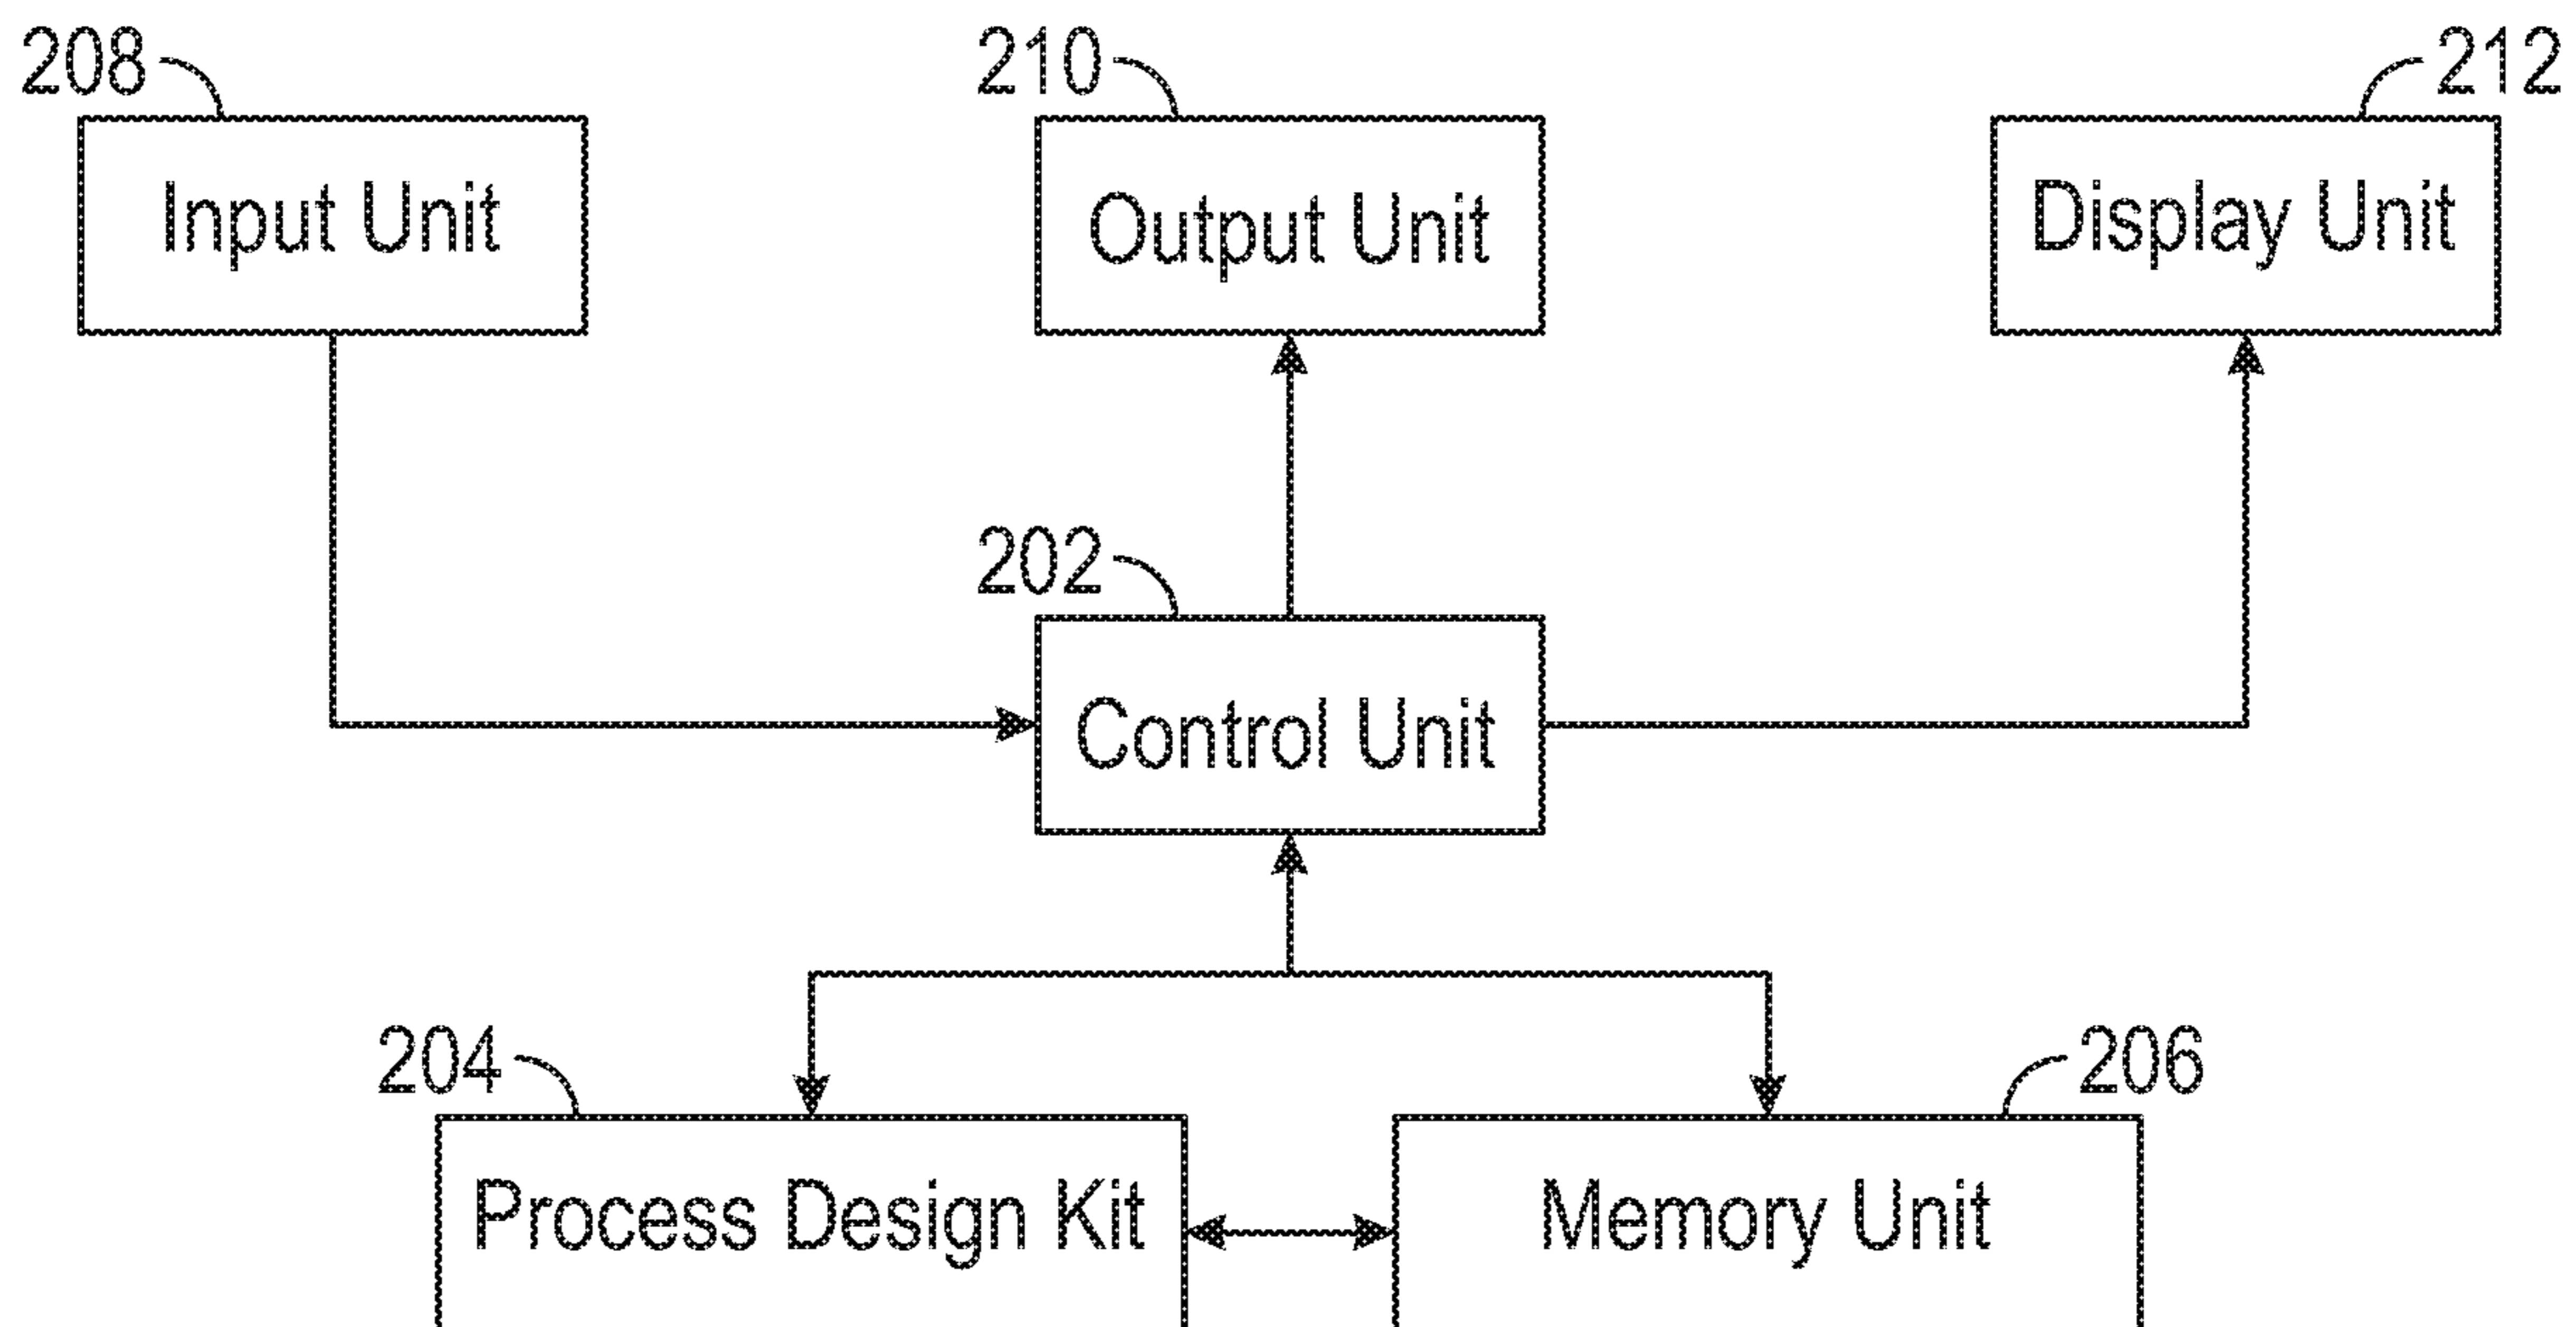 208
210
212
Input Unit
Output Unit
Display Unit
202
Control Unit
204
206
Process Design Kit
Memory Unit